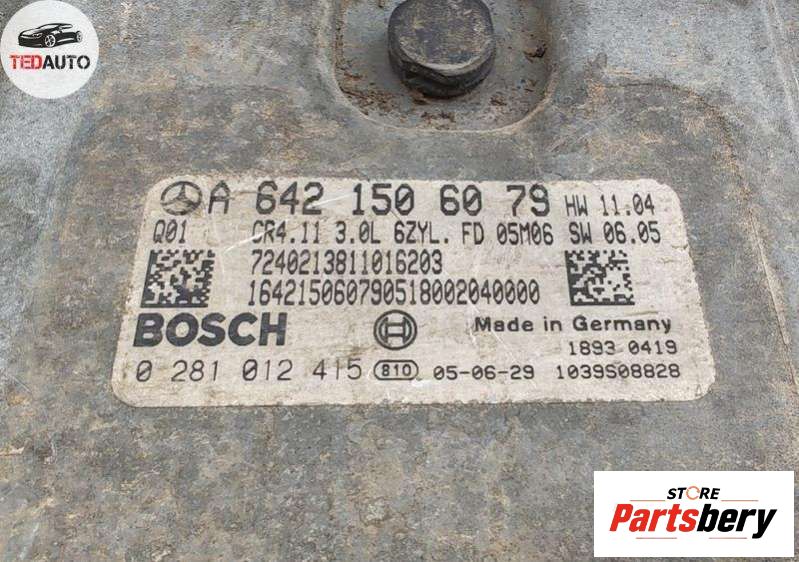 TEDAUTO
A 642 150 60 79 HW 11.04
Q01 CR4.11 3.0L 6ZYL. FD 05M06 SW 06.05
7240213811016203
164215060790518002040000
BOSCH Made in Germany
1893 0419
0 281 012 415 810 05-06-29 1039S08828
STORE
Partsbery